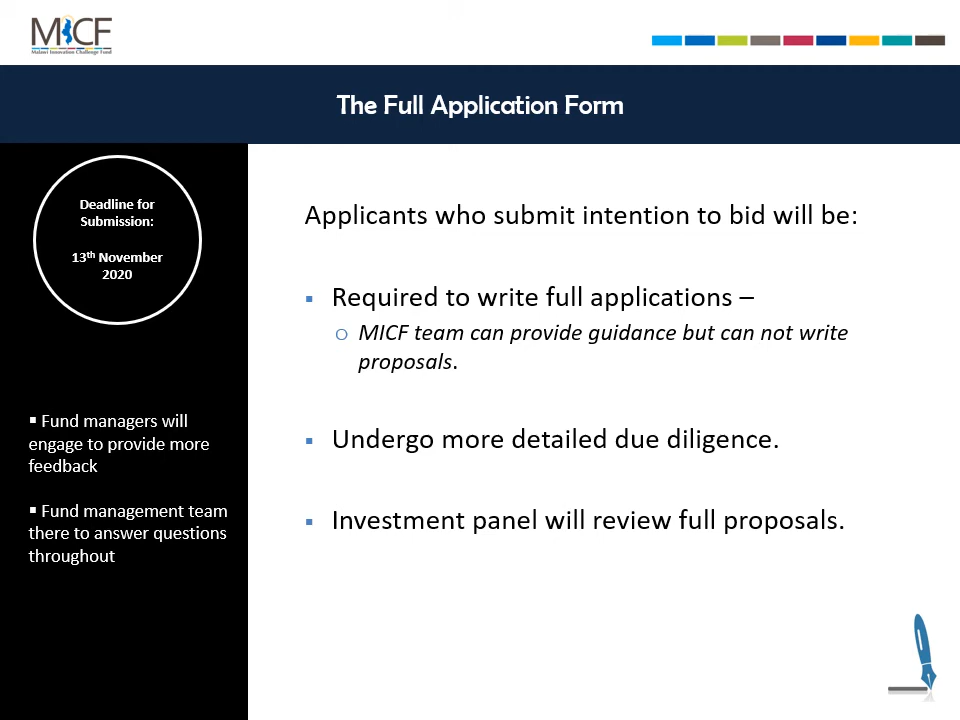 MICF
Malawi Innovation Challenge Fund
The Full Application Form
Deadline for
Submission:
13th November
2020
▪ Fund managers will
engage to provide more
feedback
▪ Fund management team
there to answer questions
throughout
Applicants who submit intention to bid will be:
▪ Required to write full applications –
o MICF team can provide guidance but can not write
proposals.
▪ Undergo more detailed due diligence.
▪ Investment panel will review full proposals.